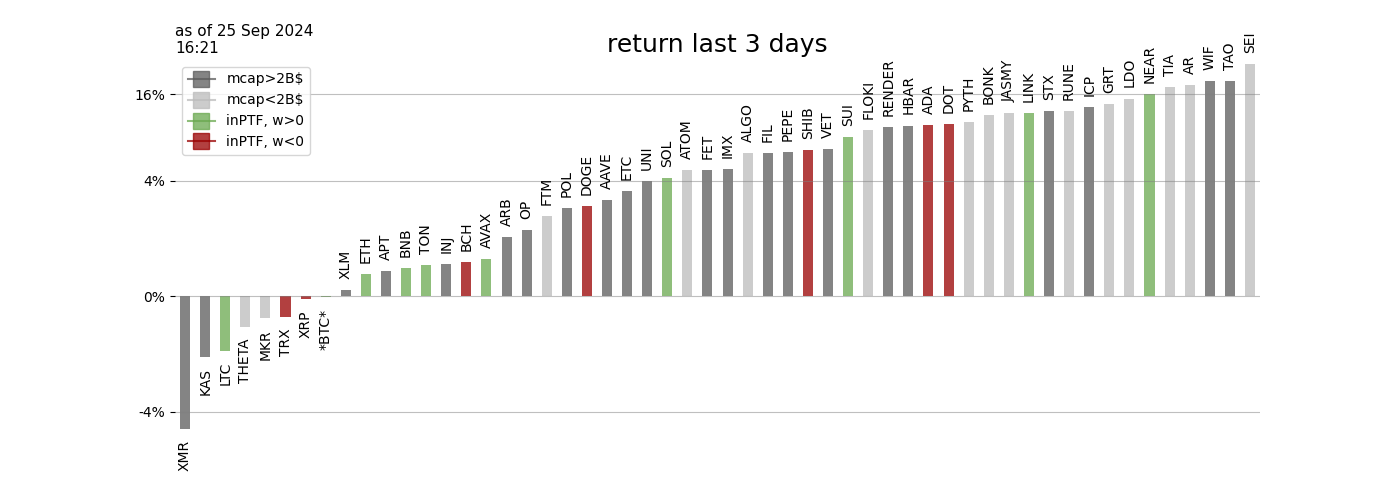 as of 25 Sep 2024
16:21
return last 3 days
mcap>2B$
mcap<2B$
inPTF, w>0
inPTF, w<0
16%
4%
0%
-4%
XMR
KAS
LTC
THETA
MKR
TRX
XRP
*BTC*
XLM
ETH
APT
BNB
TON
INJ
BCH
AVAX
ARB
OP
FTM
POL
DOGE
AAVE
ETC
UNI
SOL
ATOM
FET
IMX
ALGO
FIL
PEPE
SHIB
VET
SUI
FLOKI
RENDER
HBAR
ADA
DOT
PYTH
BONK
JASMY
LINK
STX
RUNE
ICP
GRT
LDO
NEAR
TIA
AR
WIF
TAO
SEI